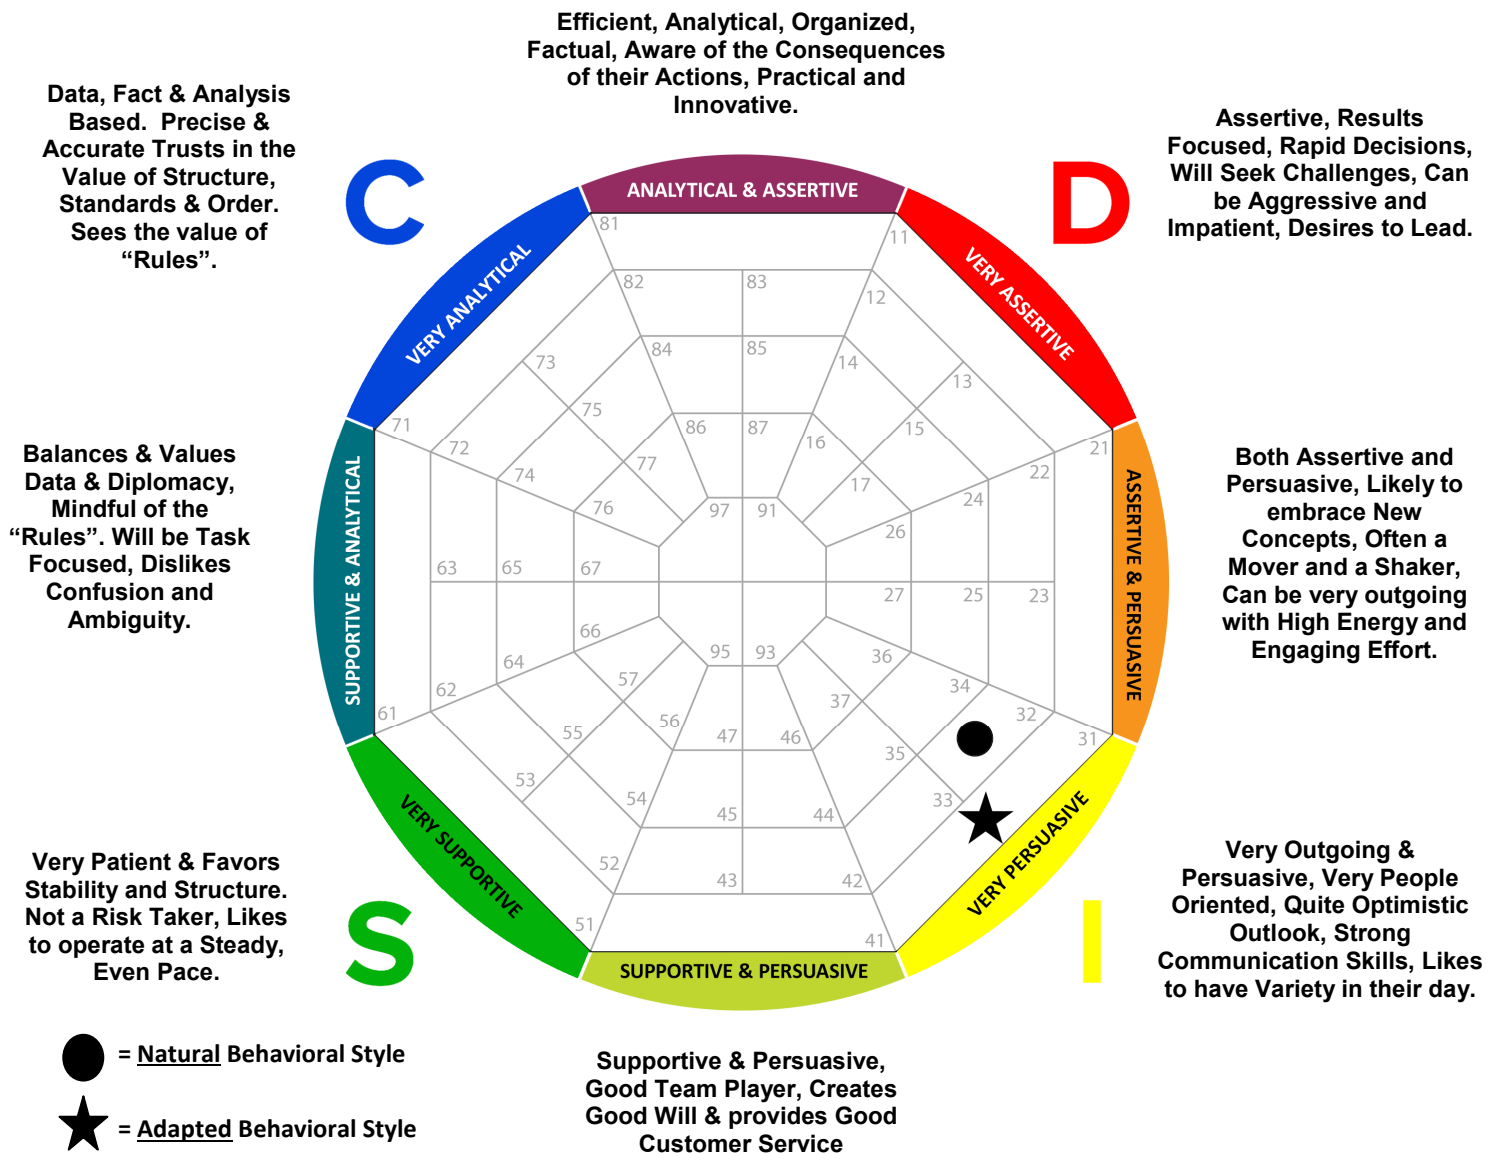 Efficient, Analytical, Organized,
Factual, Aware of the Consequences
of their Actions, Practical and
Innovative.
Data, Fact & Analysis
Based.  Precise &
Accurate Trusts in the
Value of Structure,
Standards & Order.
Sees the value of
“Rules”.
C
D
Assertive, Results
Focused, Rapid Decisions,
Will Seek Challenges, Can
be Aggressive and
Impatient, Desires to Lead.
ANALYTICAL & ASSERTIVE
VERY ANALYTICAL
VERY ASSERTIVE
81
11
82
83
12
84
85
14
73
13
75
15
71
86
87
16
21
72
77
22
74
17
24
76
97
91
26
Balances & Values
Data & Diplomacy,
Mindful of the
“Rules”. Will be Task
Focused, Dislikes
Confusion and
Ambiguity.
SUPPORTIVE & ANALYTICAL
ASSERTIVE & PERSUASIVE
Both Assertive and
Persuasive, Likely to
embrace New
Concepts, Often a
Mover and a Shaker,
Can be very outgoing
with High Energy and
Engaging Effort.
63
65
67
27
25
23
66
64
95
93
36
62
57
34
61
56
37
32
55
47
46
31
53
35
54
45
44
33
52
43
42
51
41
VERY SUPPORTIVE
VERY PERSUASIVE
SUPPORTIVE & PERSUASIVE
Very Patient & Favors
Stability and Structure.
Not a Risk Taker, Likes
to operate at a Steady,
Even Pace.
S
I
Very Outgoing &
Persuasive, Very People
Oriented, Quite Optimistic
Outlook, Strong
Communication Skills, Likes
to have Variety in their day.
= Natural Behavioral Style
= Adapted Behavioral Style
Supportive & Persuasive,
Good Team Player, Creates
Good Will & provides Good
Customer Service